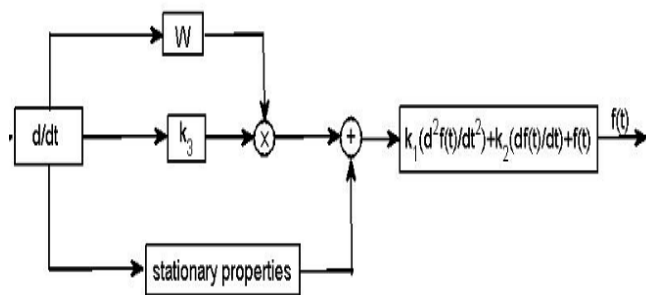 W
d/dt
k₃
x
+
k₁(d²f(t)/dt²)+k₂(df(t)/dt)+f(t)
f(t)
stationary properties